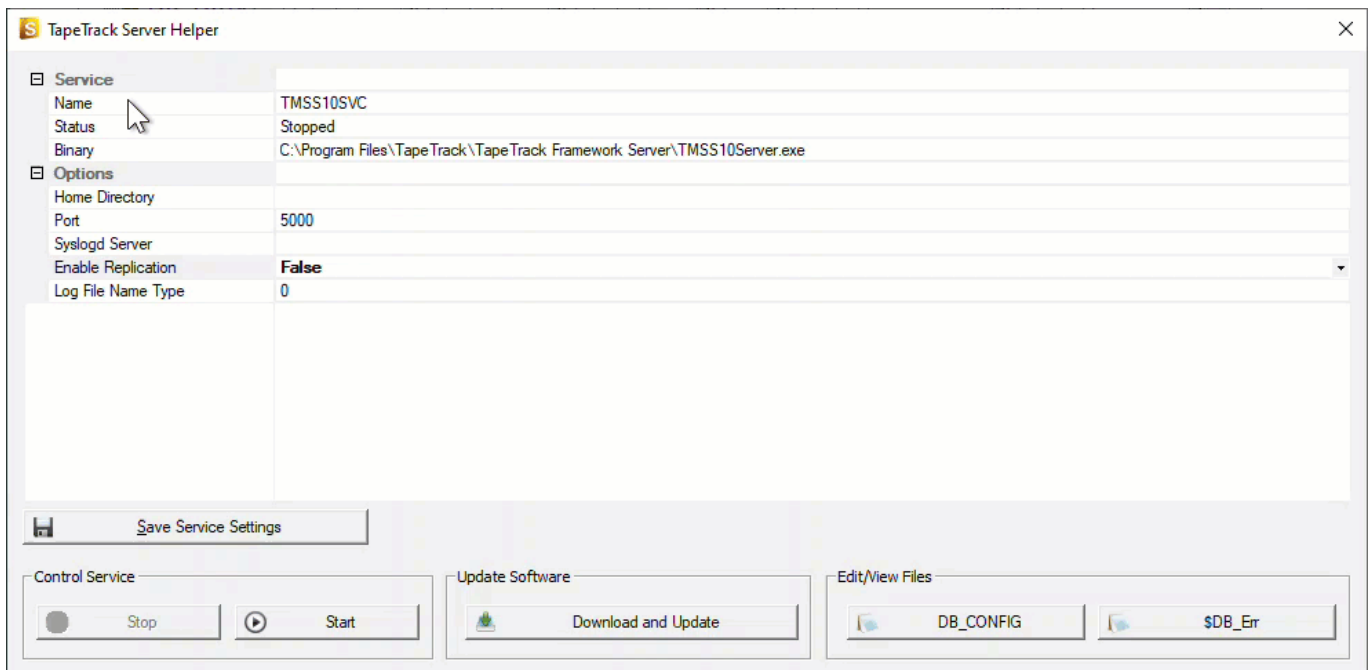 TapeTrack Server Helper
Service
Name TMSS10SVC
Status Stopped
Binary C:\Program Files\TapeTrack\TapeTrack Framework Server\TMSS10Server.exe
Options
Home Directory
Port 5000
Syslogd Server
Enable Replication False
Log File Name Type 0
Save Service Settings
Control Service Update Software Edit/View Files
Stop Start Download and Update DB_CONFIG $DB_Err